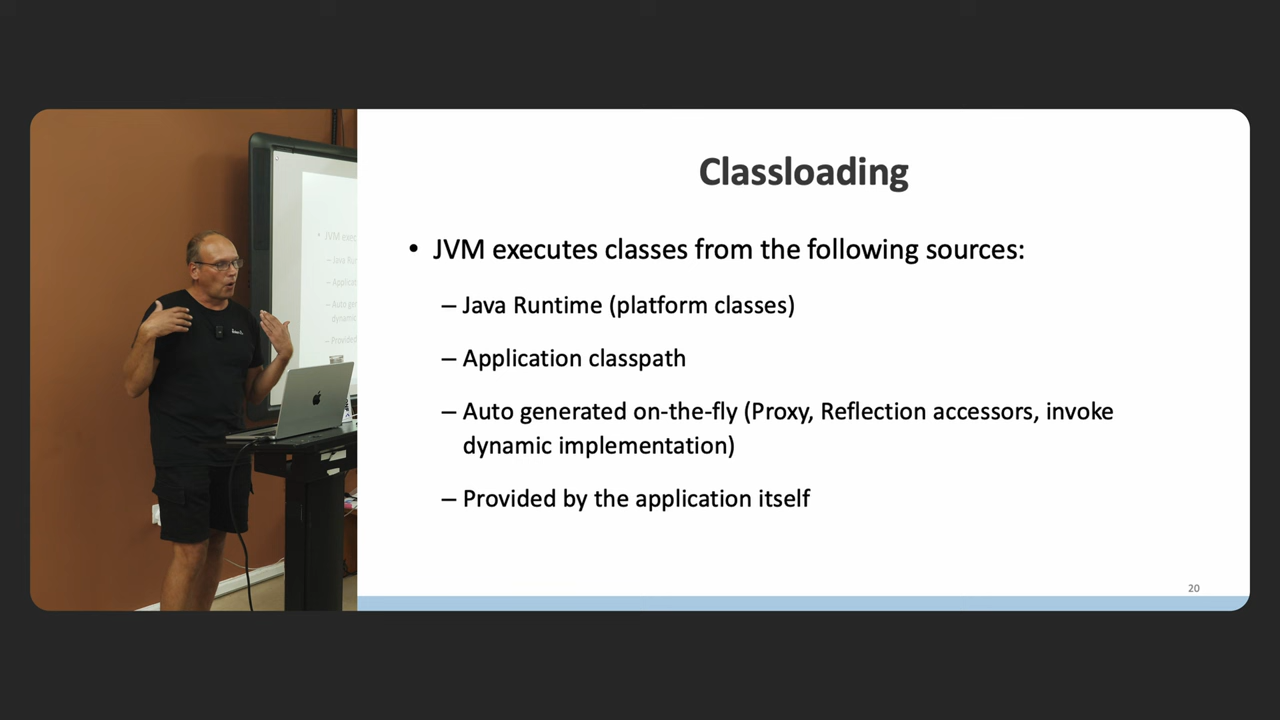 Classloading
• JVM executes classes from the following sources:
– Java Runtime (platform classes)
– Application classpath
– Auto generated on-the-fly (Proxy, Reflection accessors, invoke
dynamic implementation)
– Provided by the application itself
20